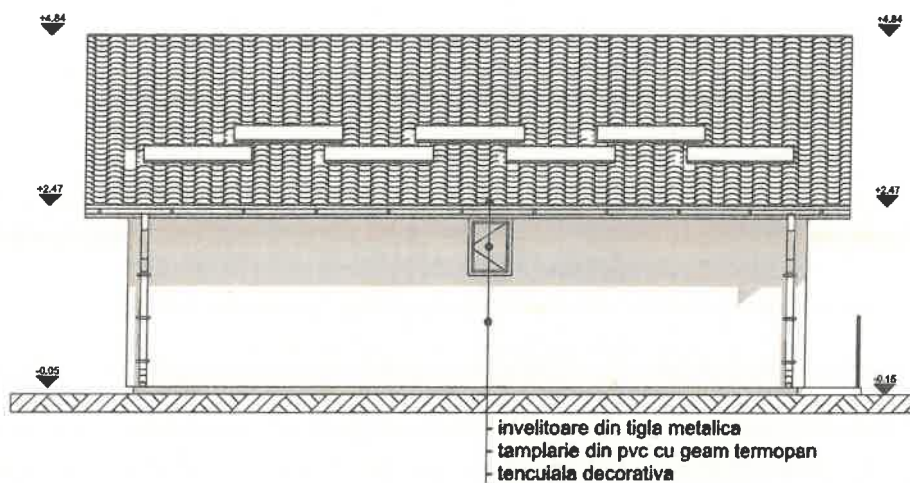 +4.84 +4.84
+2.47 +2.47
-0.05 -0.15
invelitoare din tigla metalica
tamplarie din pvc cu geam termopan
tencuiala decorativa